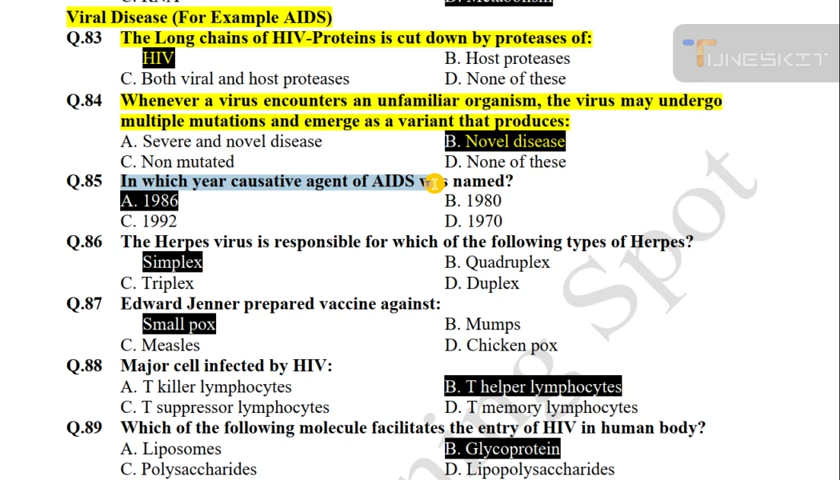 Viral Disease (For Example AIDS)
TUNESKIT
Q.83 The Long chains of HIV-Proteins is cut down by proteases of:
HIV B. Host proteases
C. Both viral and host proteases D. None of these
Q.84 Whenever a virus encounters an unfamiliar organism, the virus may undergo
multiple mutations and emerge as a variant that produces:
A. Severe and novel disease B. Novel disease
C. Non mutated D. None of these
Q.85 In which year causative agent of AIDS was named?
A. 1986 B. 1980
C. 1992 D. 1970
Q.86 The Herpes virus is responsible for which of the following types of Herpes?
Simplex B. Quadruplex
C. Triplex D. Duplex
Q.87 Edward Jenner prepared vaccine against:
Small pox B. Mumps
C. Measles D. Chicken pox
Q.88 Major cell infected by HIV:
A. T killer lymphocytes B. T helper lymphocytes
C. T suppressor lymphocytes D. T memory lymphocytes
Q.89 Which of the following molecule facilitates the entry of HIV in human body?
A. Liposomes B. Glycoprotein
C. Polysaccharides D. Lipopolysaccharides
ning Spot